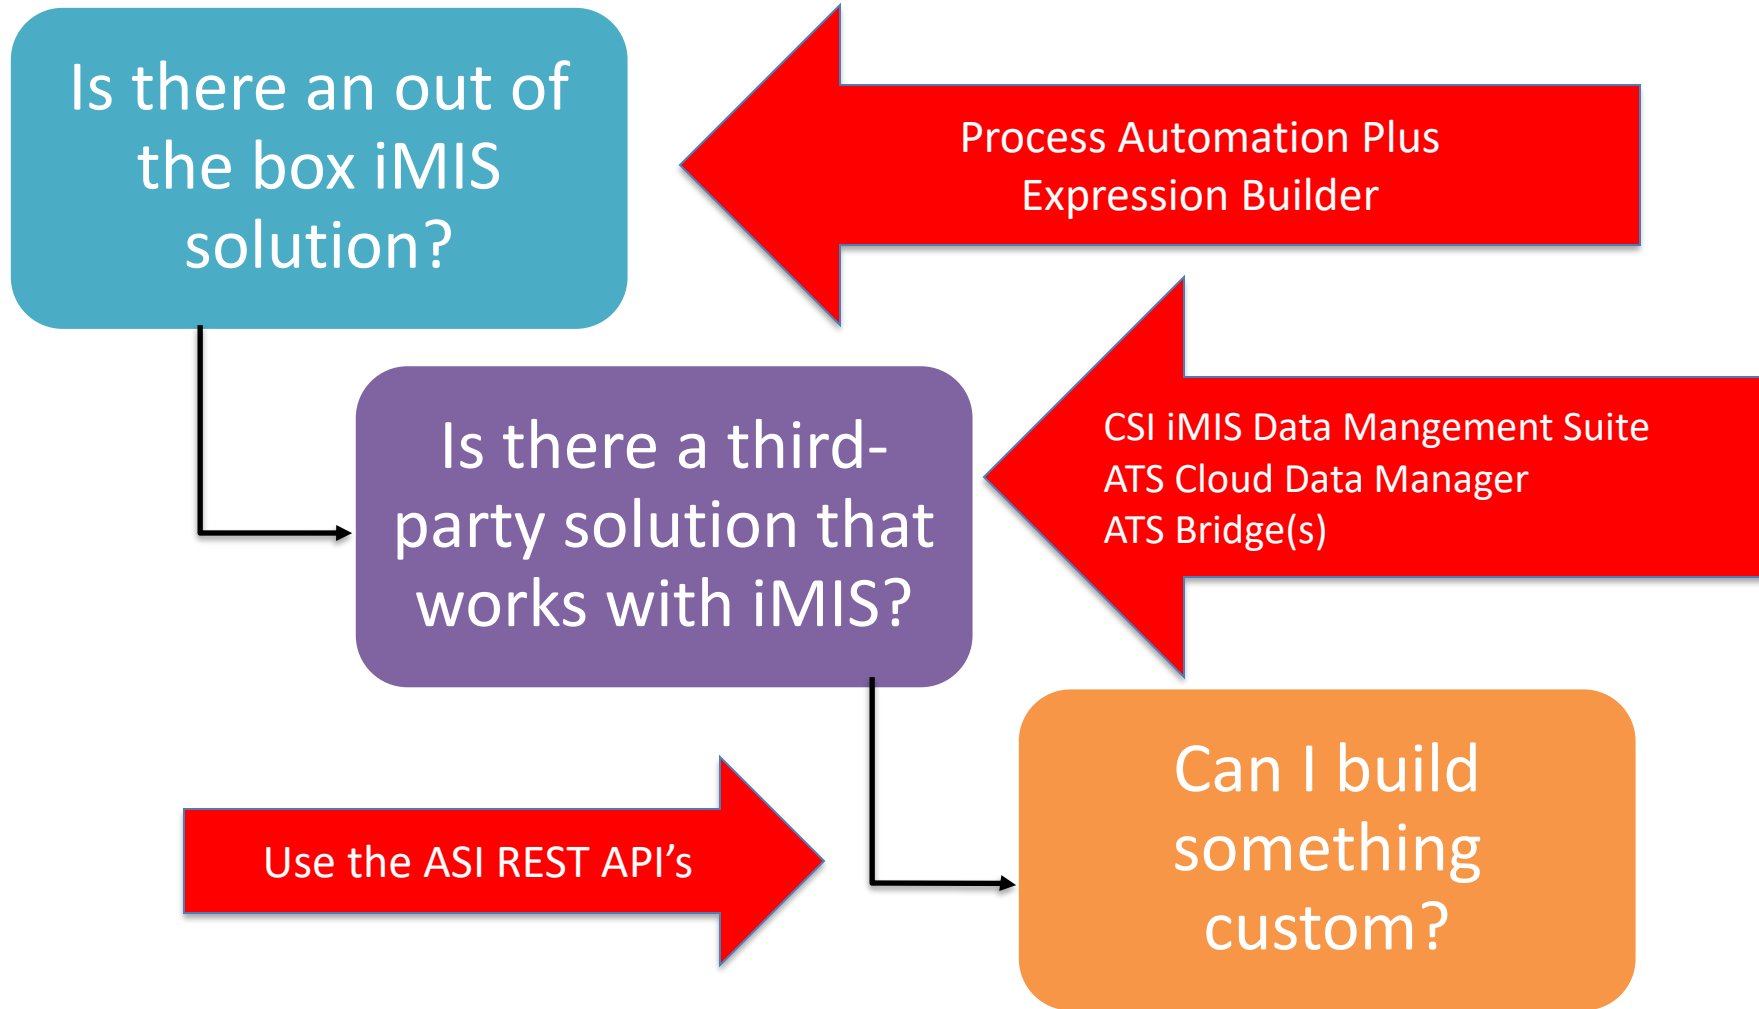 Is there an out of
the box iMIS
solution?
Process Automation Plus
Expression Builder
Is there a third-
party solution that
works with iMIS?
CSI iMIS Data Mangement Suite
ATS Cloud Data Manager
ATS Bridge(s)
Use the ASI REST API’s
Can I build
something
custom?